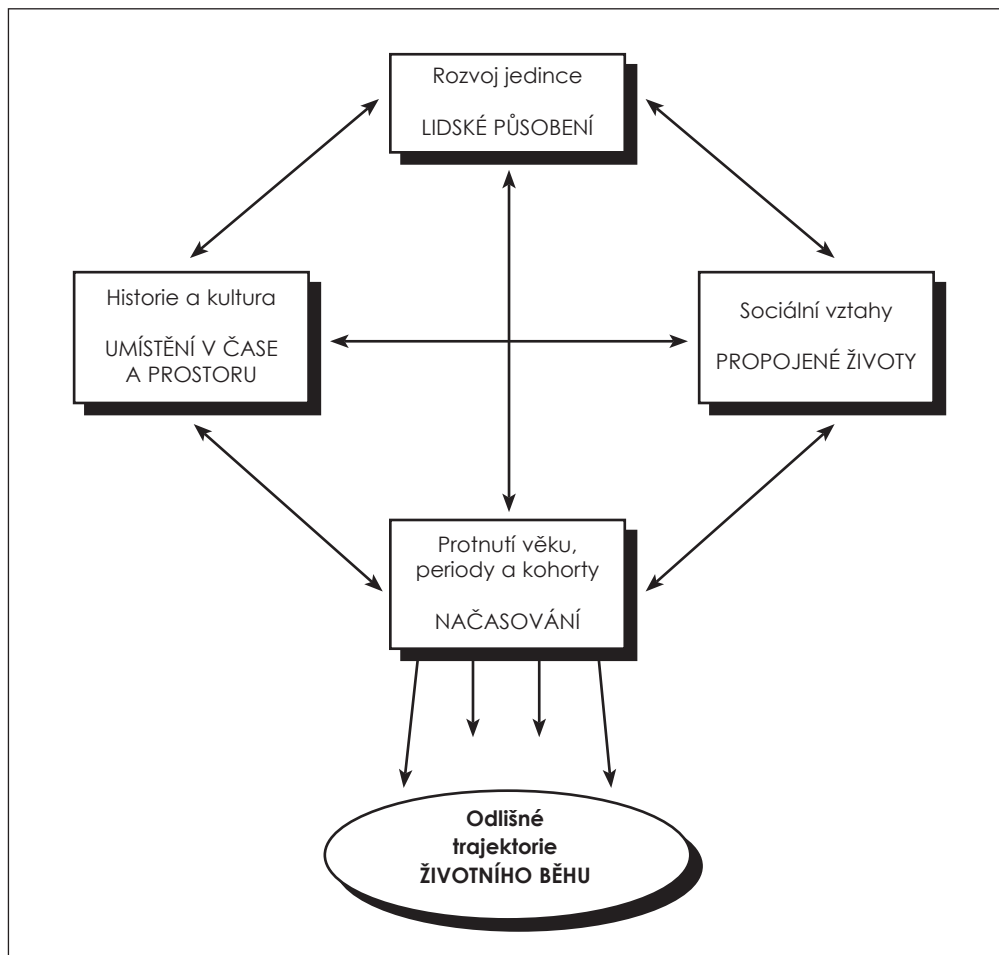 Rozvoj jedince
LIDSKÉ PŮSOBENÍ
Historie a kultura
UMÍSTĚNÍ V ČASE
A PROSTORU
Sociální vztahy
PROPOJENÉ ŽIVOTY
Protnutí věku,
periody a kohorty
NAČASOVÁNÍ
Odlišné
trajektorie
ŽIVOTNÍHO BĚHU